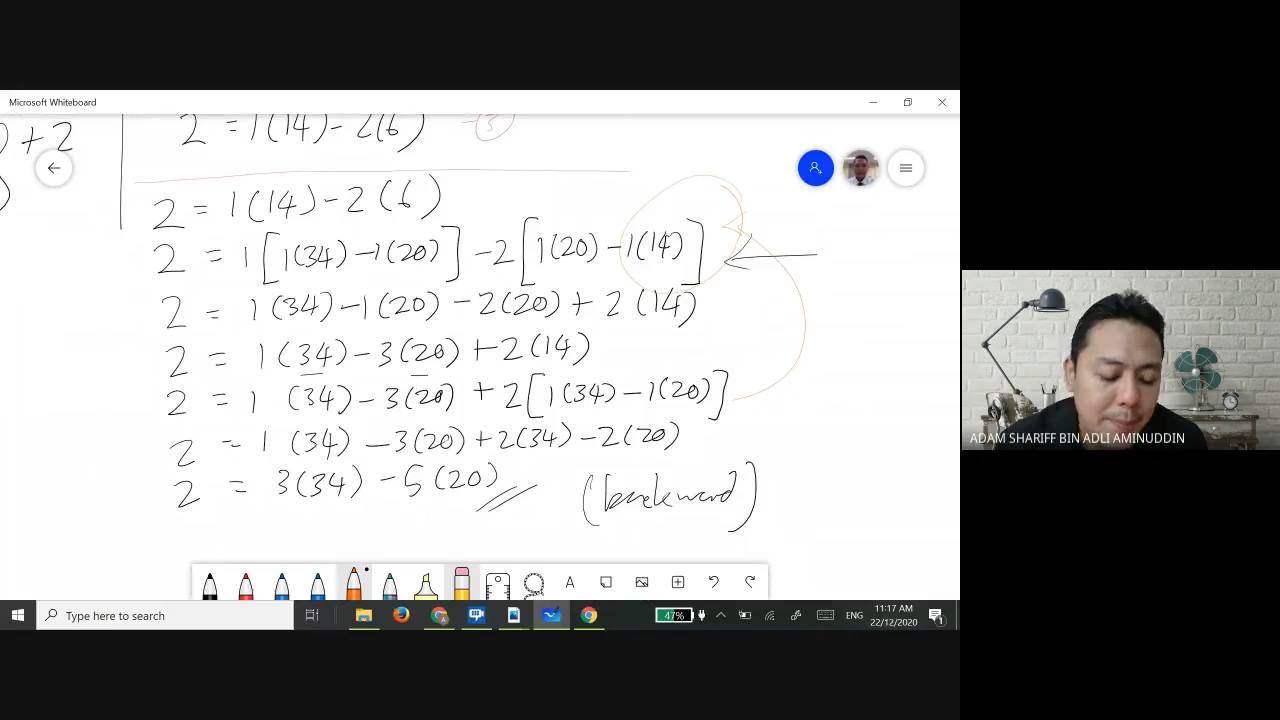 Microsoft Whiteboard
) + 2
2 = 1(14) - 2(6) -(3)
2 = 1(14) - 2(6)
2 = 1[1(34) - 1(20)] - 2[1(20) - 1(14)]
2 = 1(34) - 1(20) - 2(20) + 2(14)
2 = 1(34) - 3(20) + 2(14)
2 = 1 (34) - 3(20) + 2[1(34) - 1(20)]
2 = 1 (34) - 3(20) + 2(34) - 2(20)
2 = 3(34) - 5(20) (backward)
ADAM SHARIFF BIN ADLI AMINUDDIN
A
Type here to search
47%
ENG
11:17 AM
22/12/2020
1